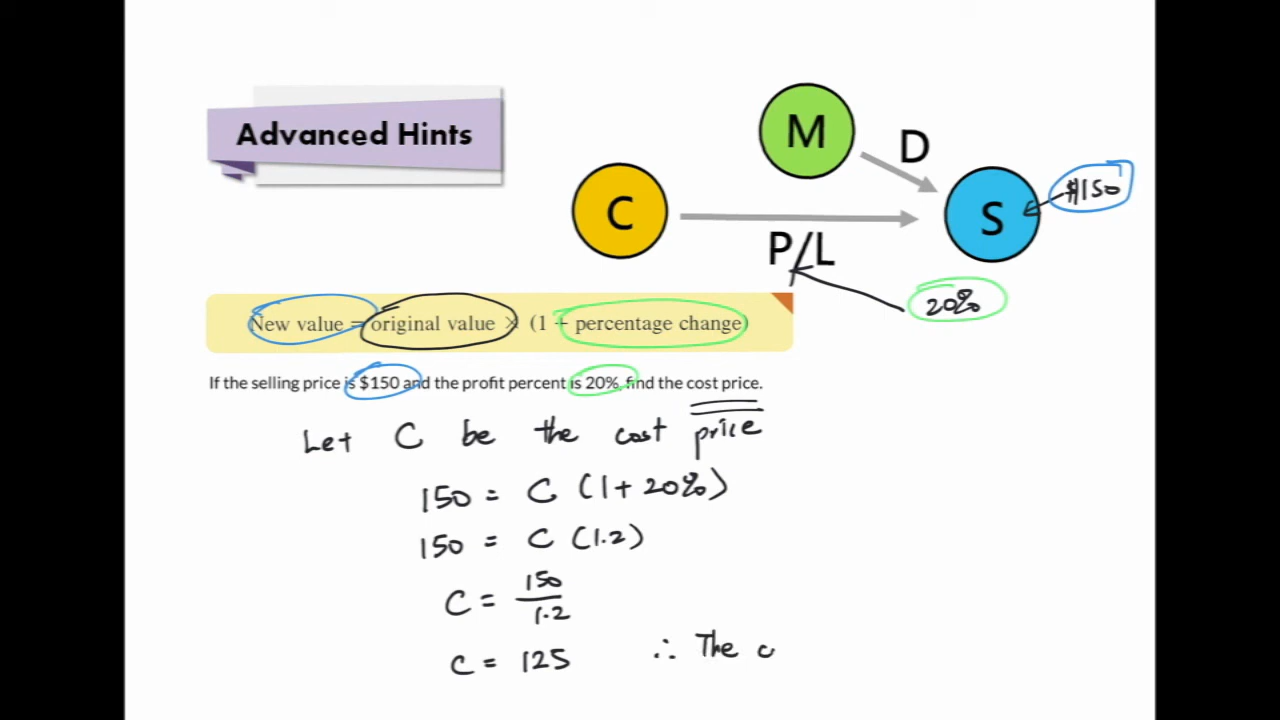 Advanced Hints
M
D
C
S
$150
P/L
20%
New value = original value × (1 + percentage change)
If the selling price is $150 and the profit percent is 20%, find the cost price.
Let C be the cost price
150 = C (1 + 20%)
150 = C (1.2)
C = 150/1.2
C = 125 ∴ The c